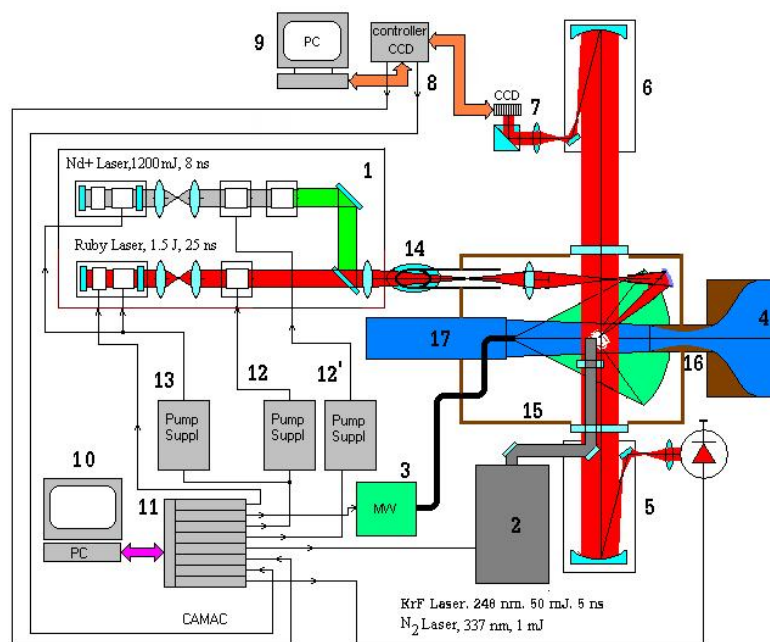 9
PC
controller
CCD
8
CCD
7
6
Nd+ Laser,1200 mJ, 8 ns
1
Ruby Laser, 1.5 J, 25 ns
14
4
17
16
13
12
12'
15
Pump
Suppl
Pump
Suppl
Pump
Suppl
10
11
3
MW
2
5
PC
CAMAC
KrF Laser. 248 nm. 50 mJ. 5 ns
N2 Laser, 337 nm, 1 mJ